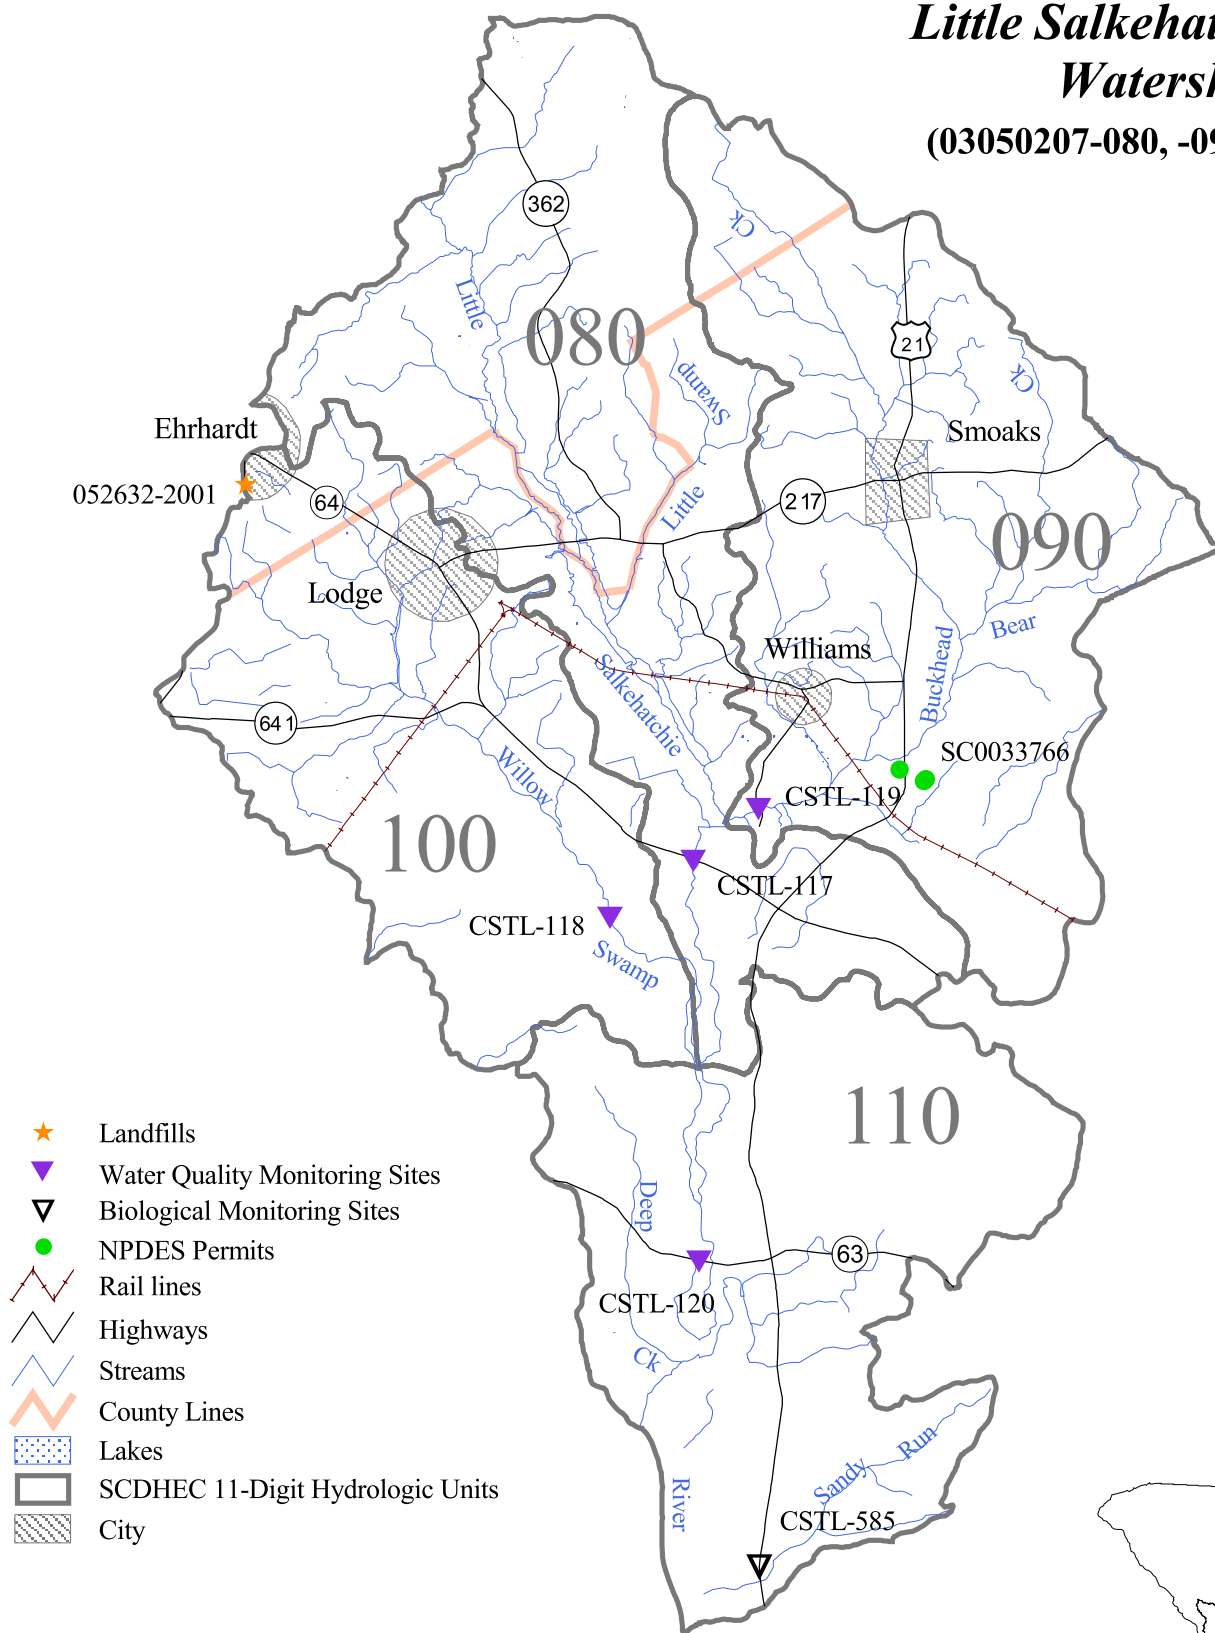 Little Salkehat
Watersh
(03050207-080, -09
Ck
362
Little
080
21
Ck
Swamp
Ehrhardt
Smoaks
052632-2001
64
217
Little
090
Lodge
Bear
Williams
Buckhead
Salkehatchie
641
SC0033766
Willow
CSTL-119
100
CSTL-117
CSTL-118
Swamp
110
Landfills
Water Quality Monitoring Sites
Biological Monitoring Sites
NPDES Permits
Rail lines
Highways
Streams
County Lines
Lakes
SCDHEC 11-Digit Hydrologic Units
City
Deep
63
CSTL-120
Ck
Run
Sandy
River
CSTL-585